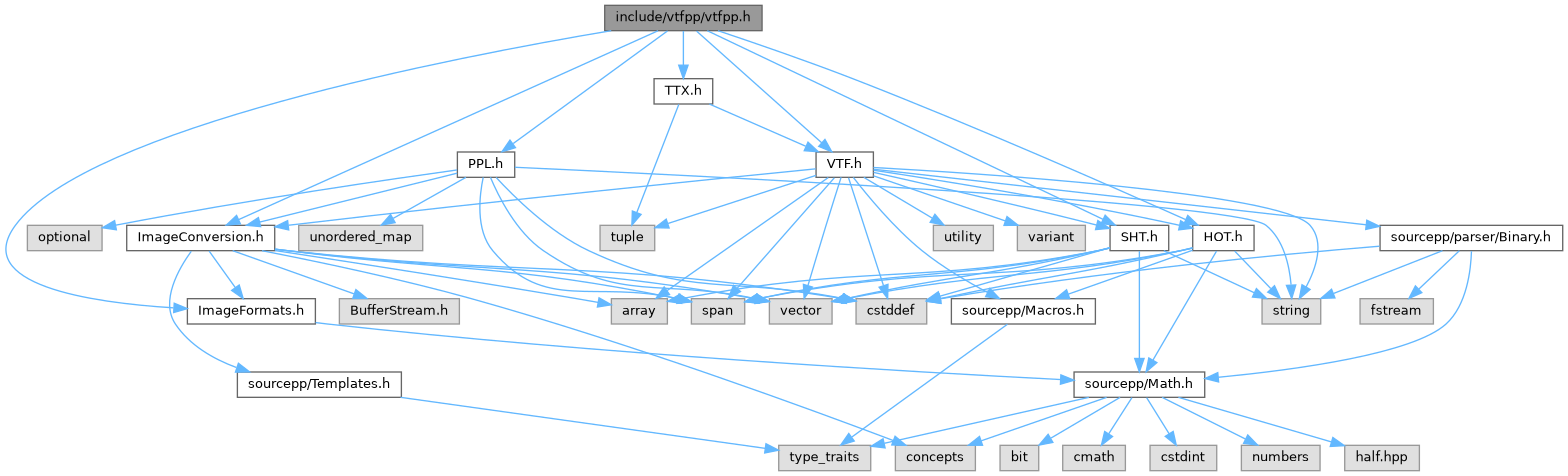 include/vtfpp/vtfpp.h
TTX.h
PPL.h
VTF.h
optional
ImageConversion.h
unordered_map
tuple
utility
variant
SHT.h
HOT.h
sourcepp/parser/Binary.h
ImageFormats.h
BufferStream.h
array
span
vector
cstddef
sourcepp/Macros.h
string
fstream
sourcepp/Templates.h
sourcepp/Math.h
type_traits
concepts
bit
cmath
cstdint
numbers
half.hpp